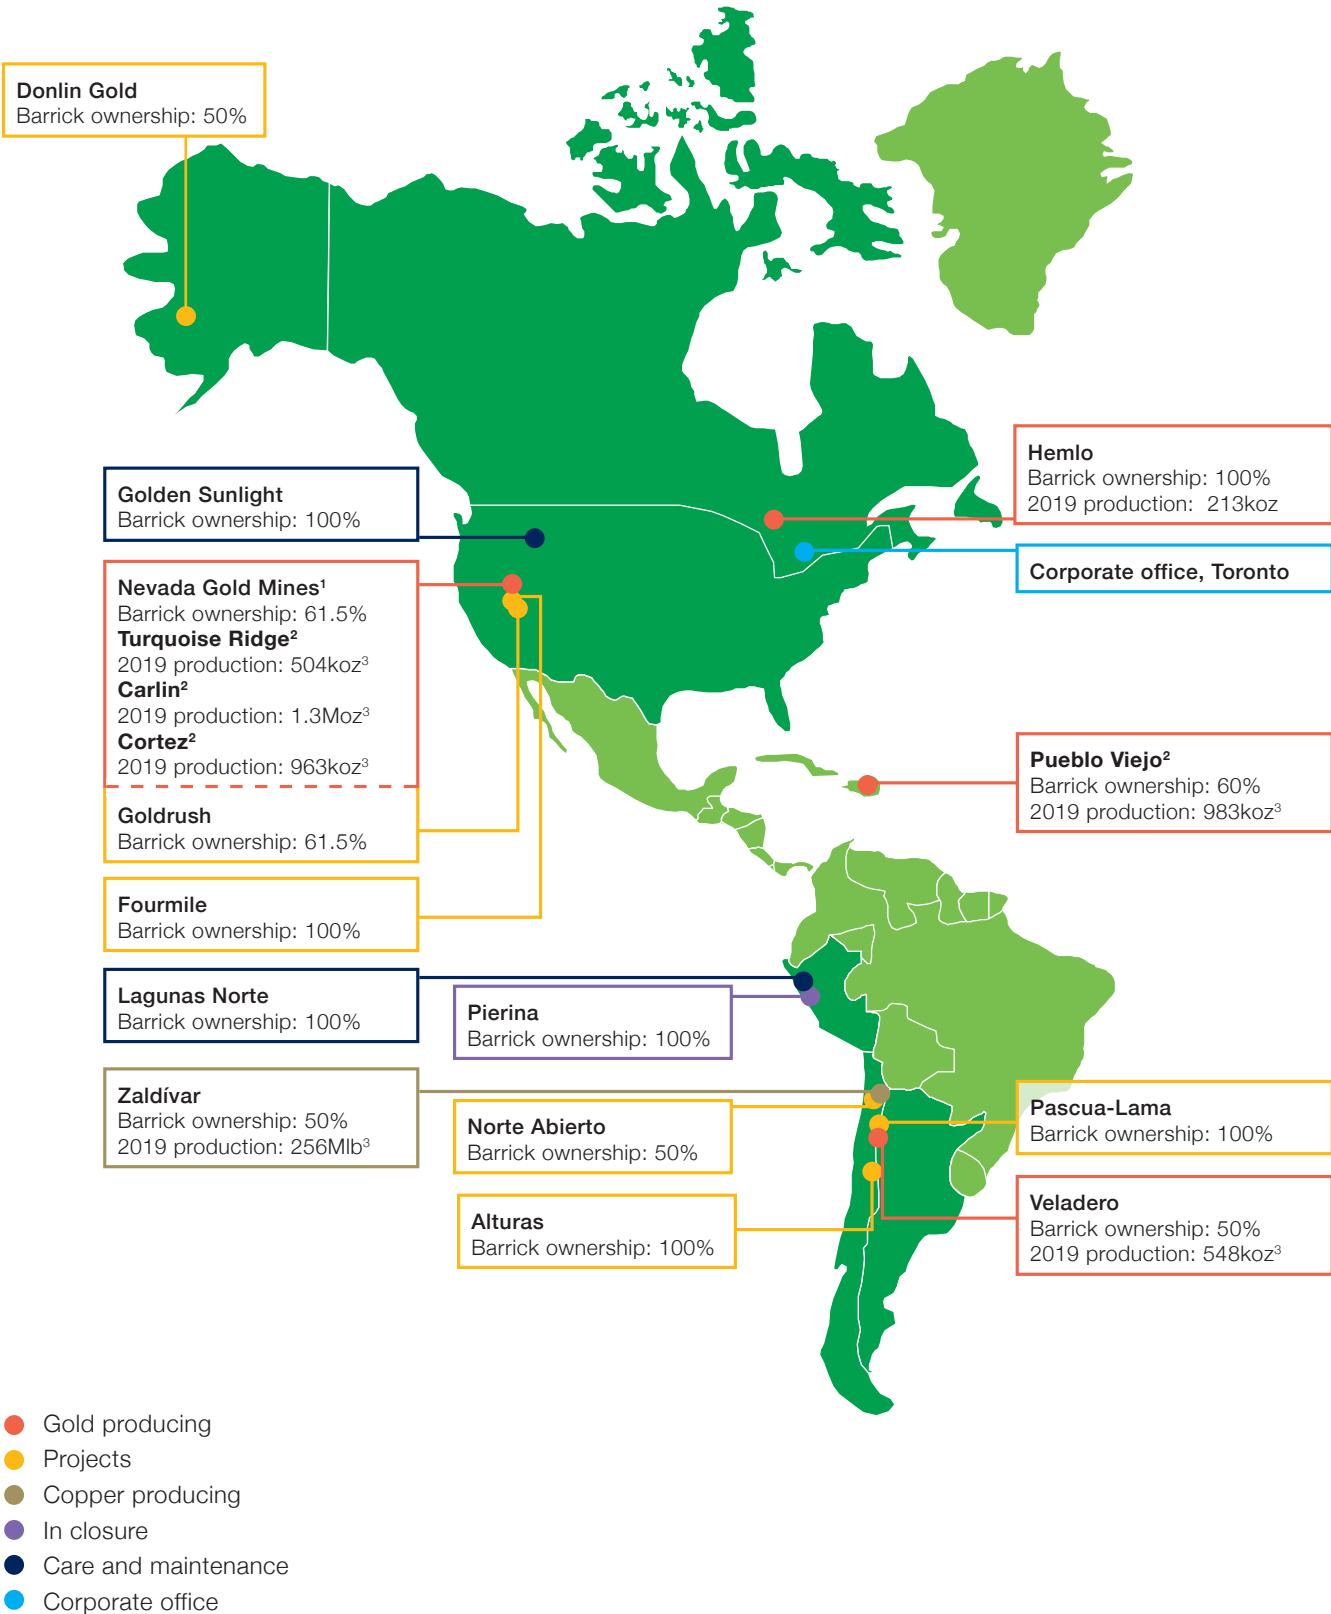 Donlin Gold
Barrick ownership: 50%
Hemlo
Barrick ownership: 100%
2019 production: 213koz
Golden Sunlight
Barrick ownership: 100%
Corporate office, Toronto
Nevada Gold Mines¹
Barrick ownership: 61.5%
Turquoise Ridge²
2019 production: 504koz³
Carlin²
2019 production: 1.3Moz³
Cortez²
2019 production: 963koz³
Goldrush
Barrick ownership: 61.5%
Pueblo Viejo²
Barrick ownership: 60%
2019 production: 983koz³
Fourmile
Barrick ownership: 100%
Lagunas Norte
Barrick ownership: 100%
Pierina
Barrick ownership: 100%
Zaldívar
Barrick ownership: 50%
2019 production: 256Mlb³
Norte Abierto
Barrick ownership: 50%
Pascua-Lama
Barrick ownership: 100%
Alturas
Barrick ownership: 100%
Veladero
Barrick ownership: 50%
2019 production: 548koz³
Gold producing
Projects
Copper producing
In closure
Care and maintenance
Corporate office